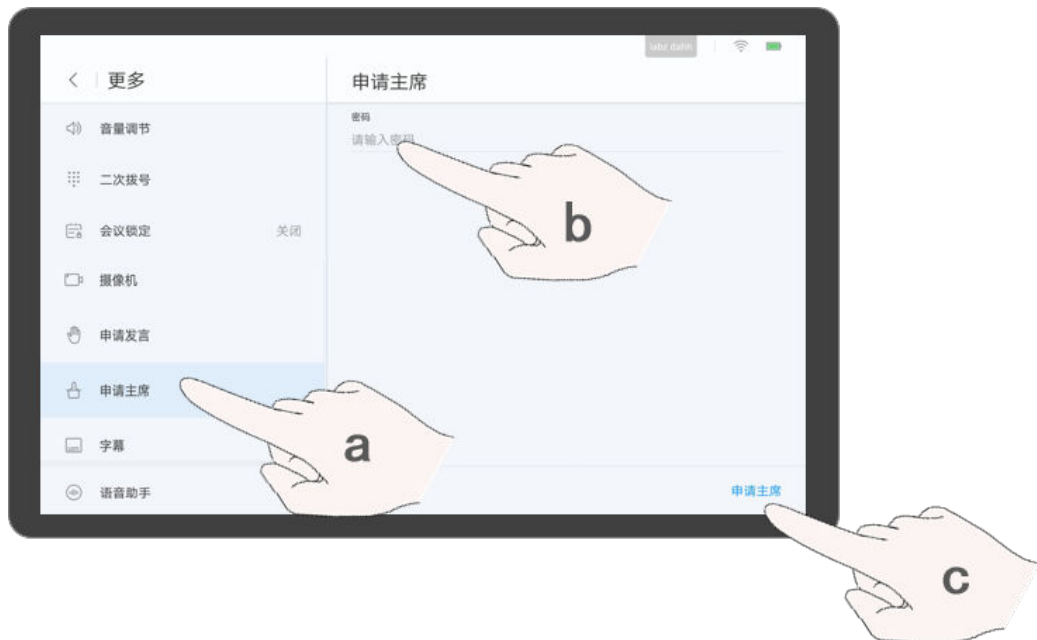 更多
申请主席
音量调节
密码
请输入密码
二次拨号
会议锁定 关闭
摄像机
申请发言
申请主席
字幕
语音助手
申请主席
a
b
c